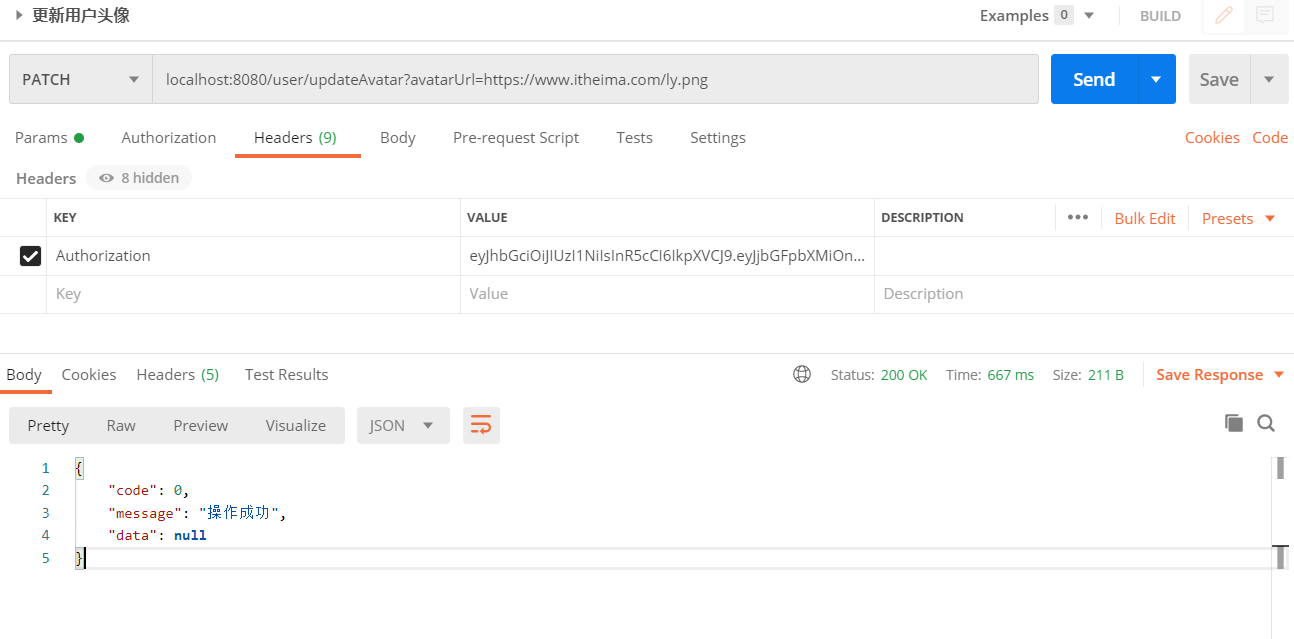 更新用户头像 Examples 0 BUILD
PATCH localhost:8080/user/updateAvatar?avatarUrl=https://www.itheima.com/ly.png Send Save
Params Authorization Headers (9) Body Pre-request Script Tests Settings Cookies Code
Headers 8 hidden
KEY VALUE DESCRIPTION ••• Bulk Edit Presets
Authorization eyJhbGciOiJIUzI1NiIsInR5cCI6IkpXVCJ9.eyJjbGFpbXMiOn...
Key Value Description
Body Cookies Headers (5) Test Results Status: 200 OK Time: 667 ms Size: 211 B Save Response
Pretty Raw Preview Visualize JSON
1 {
2 "code": 0,
3 "message": "操作成功",
4 "data": null
5 }